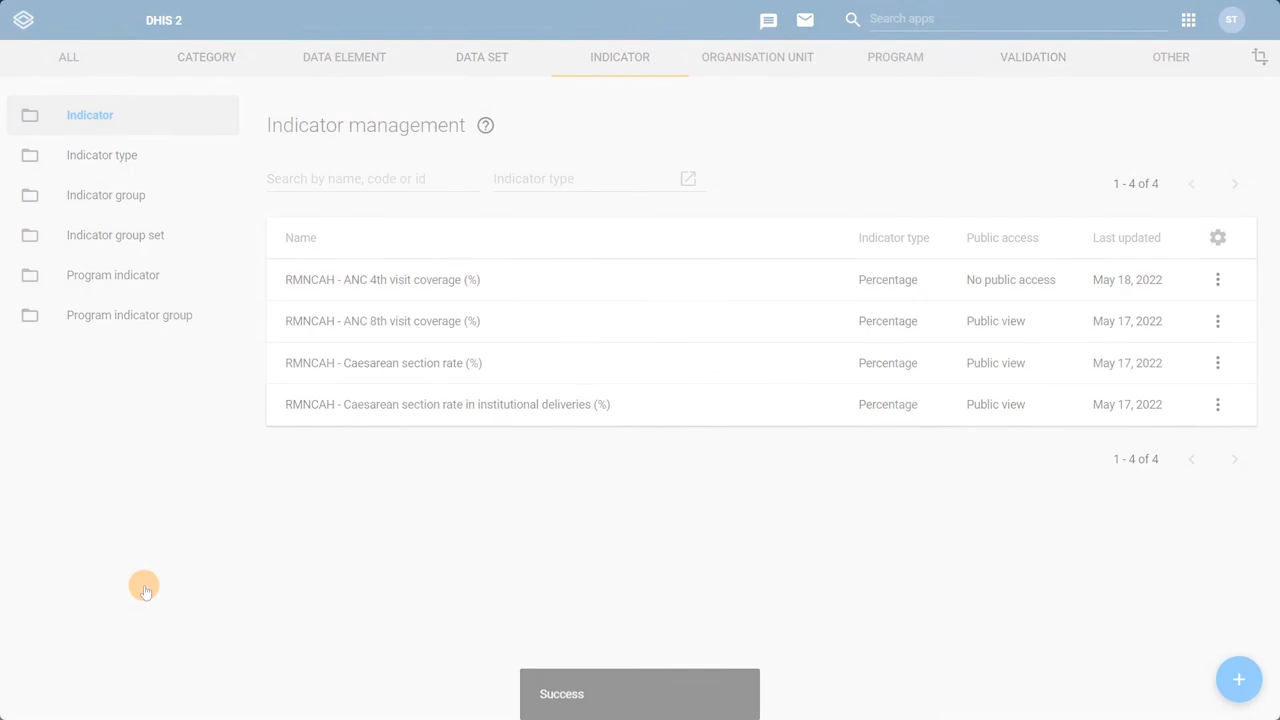 DHIS 2
Search apps
ST
ALL CATEGORY DATA ELEMENT DATA SET INDICATOR ORGANISATION UNIT PROGRAM VALIDATION OTHER
Indicator
Indicator type
Indicator group
Indicator group set
Program indicator
Program indicator group
Indicator management
Search by name, code or id
Indicator type
1 - 4 of 4
Name Indicator type Public access Last updated
RMNCAH - ANC 4th visit coverage (%) Percentage No public access May 18, 2022
RMNCAH - ANC 8th visit coverage (%) Percentage Public view May 17, 2022
RMNCAH - Caesarean section rate (%) Percentage Public view May 17, 2022
RMNCAH - Caesarean section rate in institutional deliveries (%) Percentage Public view May 17, 2022
1 - 4 of 4
Success